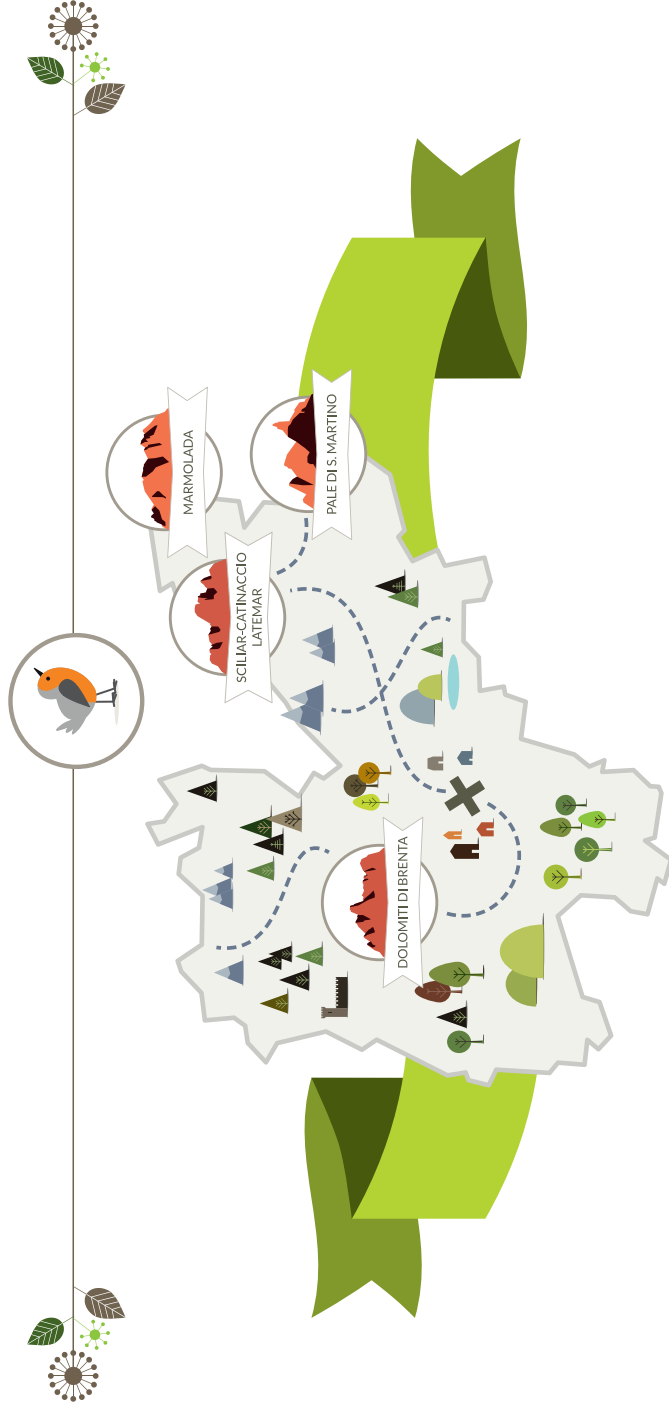 DOLOMITI DI BRENTA
SCILIAR-CATINACCIO
LATEMAR
MARMOLADA
PALE DI S. MARTINO